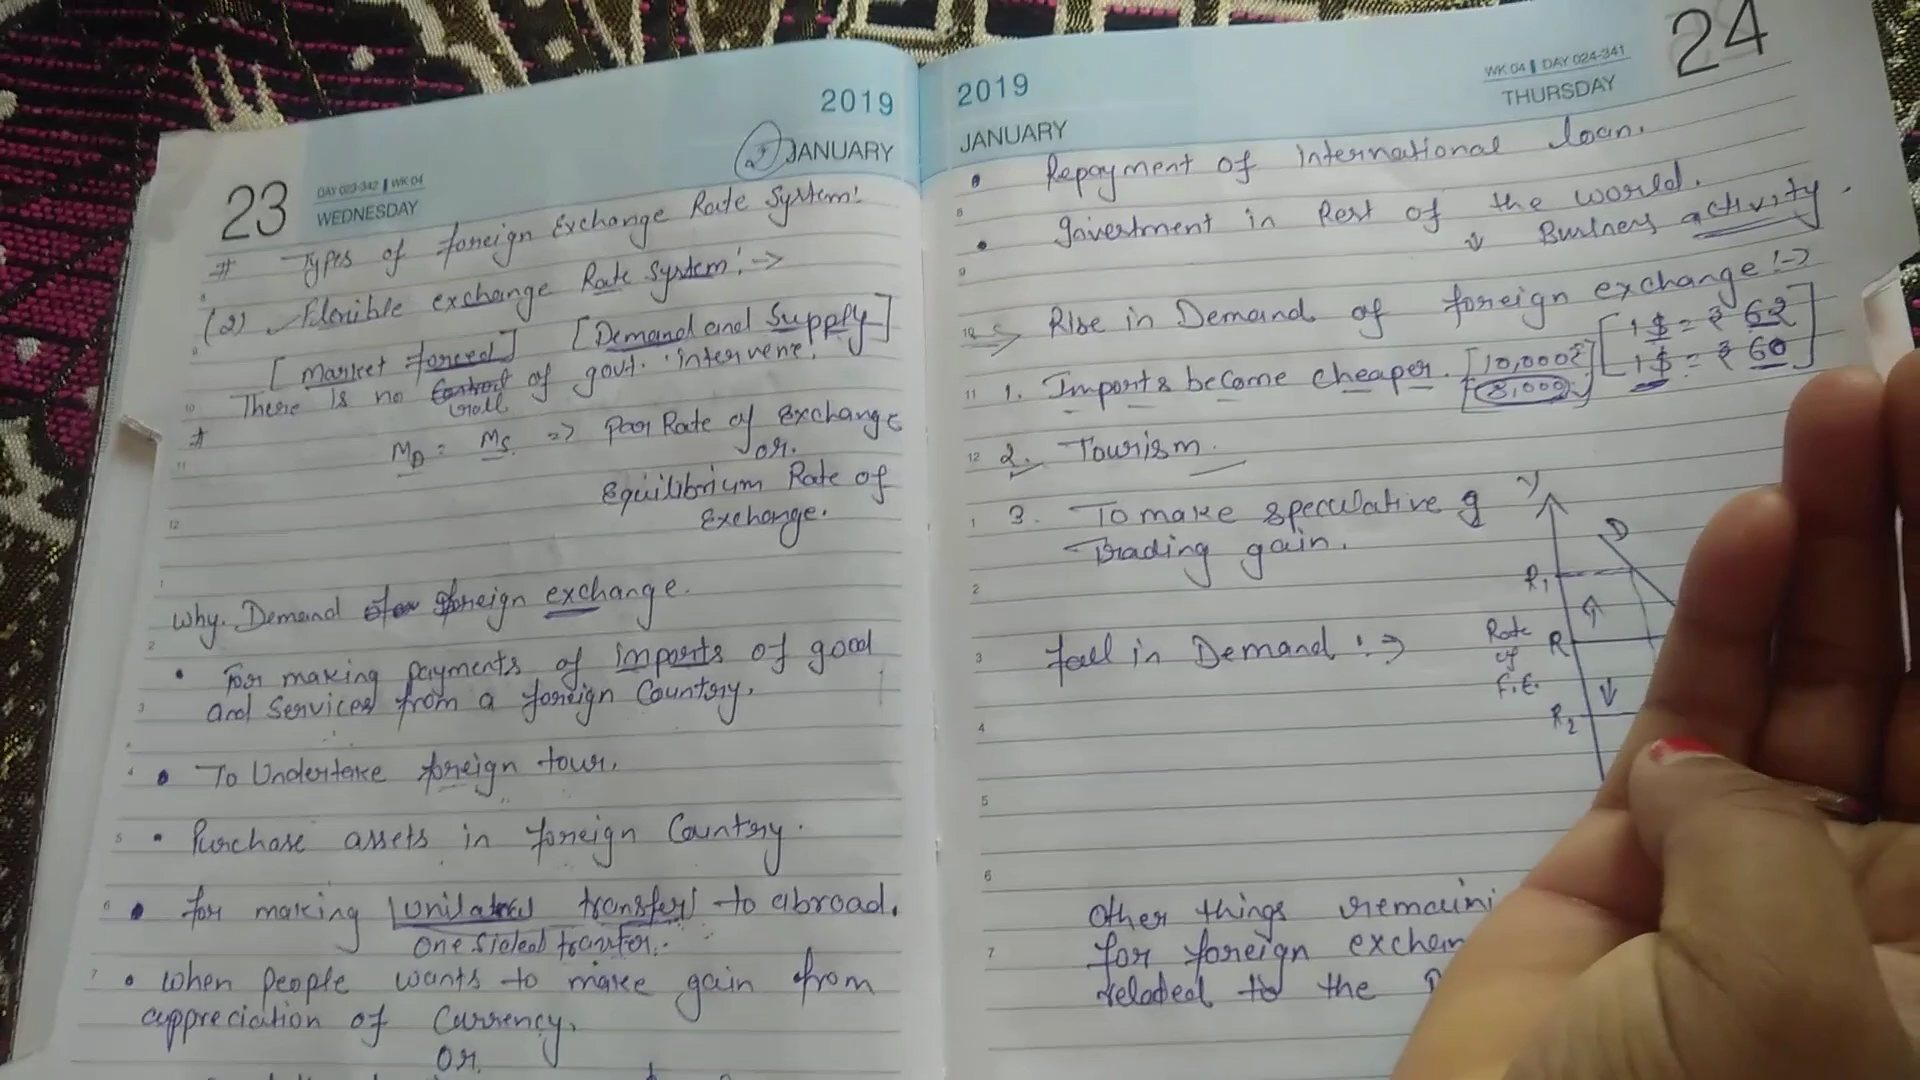 2019
JANUARY
23
DAY 023-342 | WK 04
WEDNESDAY
# Types of foreign Exchange Rate System!
(2) Flexible exchange Rate System! →
[market forced] [Demand and Supply]
There is no Control of govt. intervene.
roll
# MD = MS => Par Rate of Exchange
or.
Equilibrium Rate of
Exchange.
Why. Demand foreign exchange.
• For making payments of imports of good
and Services from a foreign Country.
• To Undertake foreign tour.
• Purchase assets in foreign Country.
• for making unilateral transfer to abroad.
One sided transfer.
• When people wants to make gain from
appreciation of Currency,
or
2019
JANUARY
WK 04 | DAY 024-341
THURSDAY
24
• Repayment of international loan.
• in Rest of the world.
↓ Business activity.
=> Rise in Demand of foreign exchange :->
[1 $ = ₹ 62
1 $ = ₹ 60]
1. Imports become cheaper. [10,000₹
8,000]
2. Tourism.
3. To make speculative g
Trading gain.
Y
D
R1
Rate
of
F.E.
R
R2
fall in Demand :->
Other things
for foreign
to the